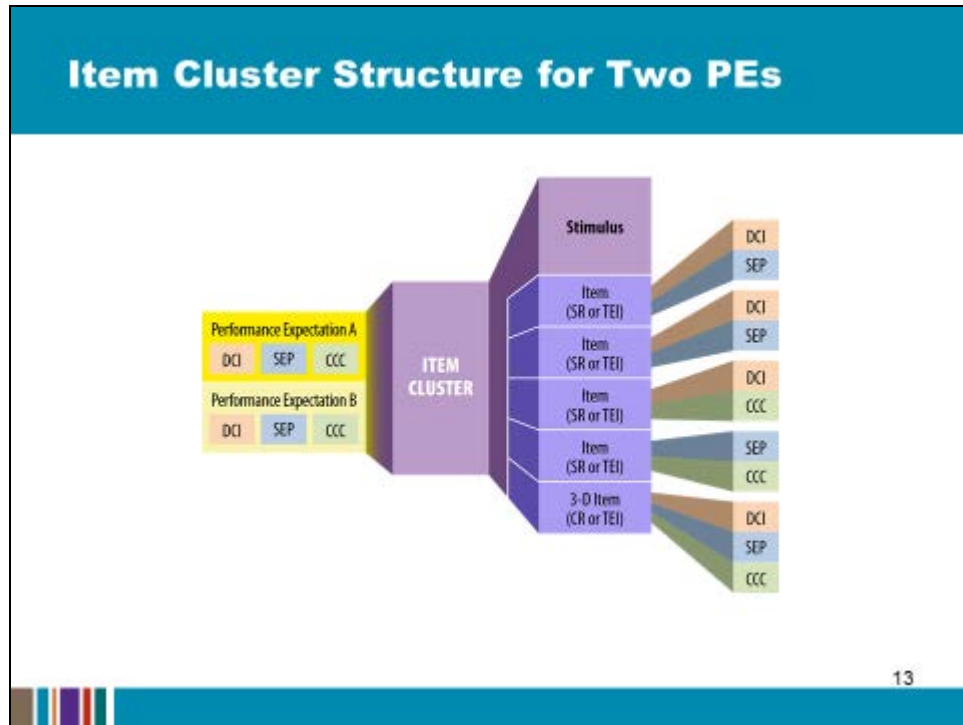 Item Cluster Structure for Two PEs
Performance Expectation A
DCI SEP CCC
Performance Expectation B
DCI SEP CCC
ITEM
CLUSTER
Stimulus
Item
(SR or TEI)
Item
(SR or TEI)
Item
(SR or TEI)
Item
(SR or TEI)
3-D Item
(CR or TEI)
DCI
SEP
DCI
SEP
DCI
CCC
SEP
CCC
DCI
SEP
CCC
13